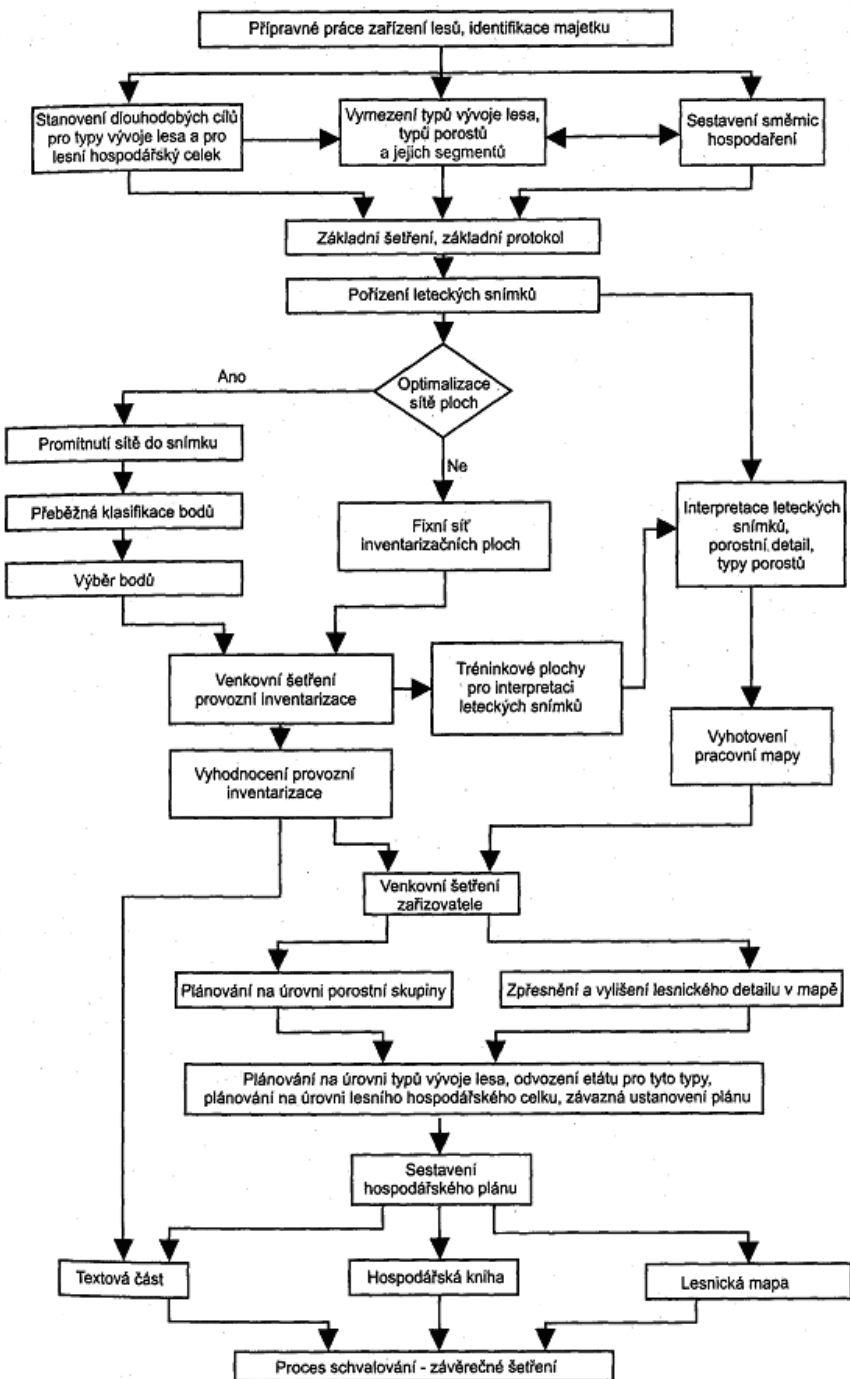 Přípravné práce zařízení lesů, identifikace majetku
Stanovení dlouhodobých cílů
pro typy vývoje lesa a pro
lesní hospodářský celek
Vymezení typů vývoje lesa,
typů porostů
a jejich segmentů
Sestavení směrnic
hospodaření
Základní šetření, základní protokol
Pořízení leteckých snímků
Ano
Optimalizace
sítě ploch
Ne
Promítnutí sítě do snímku
Přeběžná klasifikace bodů
Výběr bodů
Fixní síť
inventarizačních ploch
Interpretace leteckých
snímků,
porostní detail,
typy porostů
Venkovní šetření
provozní inventarizace
Tréninkové plochy
pro interpretaci
leteckých snímků
Vyhotovení
pracovní mapy
Vyhodnocení provozní
inventarizace
Venkovní šetření
zařizovatele
Plánování na úrovni porostní skupiny
Zpřesnění a vylišení lesnického detailu v mapě
Plánování na úrovni typů vývoje lesa, odvození etátu pro tyto typy,
plánování na úrovni lesního hospodářského celku, závazná ustanovení plánu
Sestavení
hospodářského plánu
Textová část
Hospodářská kniha
Lesnická mapa
Proces schvalování - závěrečné šetření